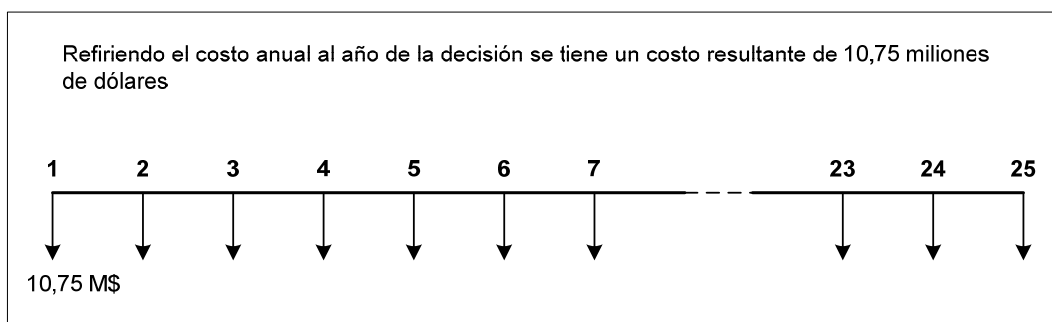 Refiriendo el costo anual al año de la decisión se tiene un costo resultante de 10,75 miliones
de dólares
1 2 3 4 5 6 7 23 24 25
10,75 M$